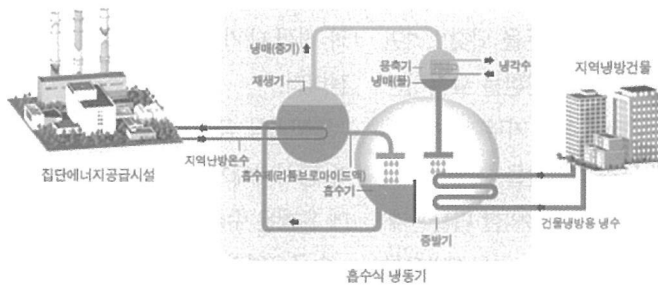 냉매(증기)
응축기
냉각수
재생기
냉매(물)
지역냉방건물
지역난방온수
집단에너지공급시설
흡수제(리튬브로마이드액)
흡수기
건물냉방용 냉수
증발기
흡수식 냉동기